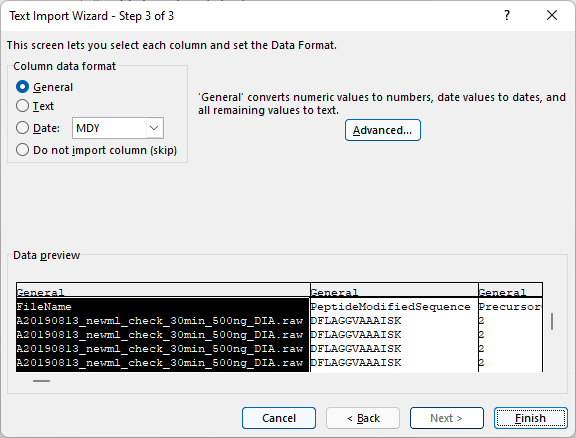 Text Import Wizard - Step 3 of 3
?
This screen lets you select each column and set the Data Format.
Column data format
General
Text
Date: MDY
Do not import column (skip)
'General' converts numeric values to numbers, date values to dates, and
all remaining values to text.
Advanced...
Data preview
General General General
FileName PeptideModifiedSequence Precursor
A20190813_newml_check_30min_500ng_DIA.raw DFLAGGVAAAISK 2
A20190813_newml_check_30min_500ng_DIA.raw DFLAGGVAAAISK 2
A20190813_newml_check_30min_500ng_DIA.raw DFLAGGVAAAISK 2
A20190813_newml_check_30min_500ng_DIA.raw DFLAGGVAAAISK 2
Cancel < Back Next > Finish